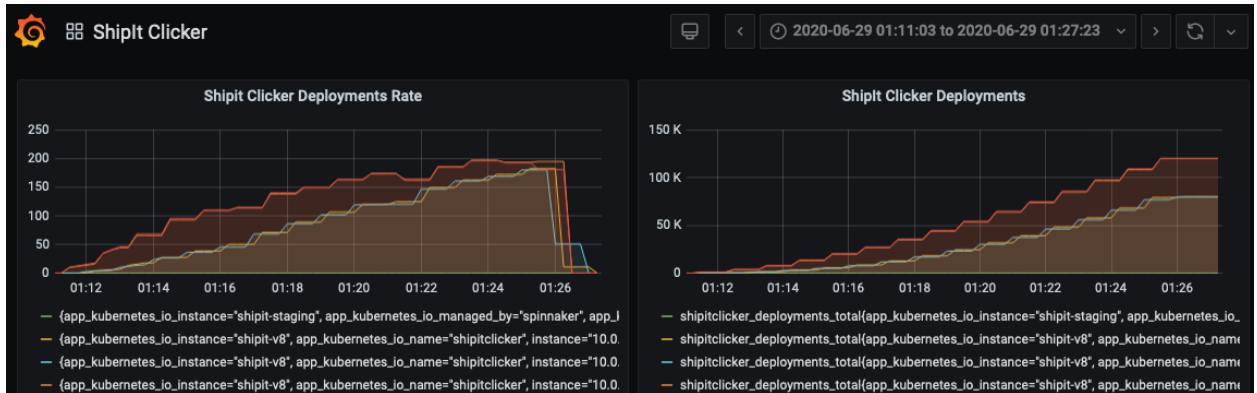 ShipIt Clicker
2020-06-29 01:11:03 to 2020-06-29 01:27:23
Shipit Clicker Deployments Rate
250
200
150
100
50
0
01:12 01:14 01:16 01:18 01:20 01:22 01:24 01:26
{app_kubernetes_io_instance="shipit-staging", app_kubernetes_io_managed_by="spinnaker", app_
{app_kubernetes_io_instance="shipit-v8", app_kubernetes_io_name="shipitclicker", instance="10.0.
{app_kubernetes_io_instance="shipit-v8", app_kubernetes_io_name="shipitclicker", instance="10.0.
{app_kubernetes_io_instance="shipit-v8", app_kubernetes_io_name="shipitclicker", instance="10.0.
ShipIt Clicker Deployments
150 K
100 K
50 K
0
01:12 01:14 01:16 01:18 01:20 01:22 01:24 01:26
shipitclicker_deployments_total{app_kubernetes_io_instance="shipit-staging", app_kubernetes_io_
shipitclicker_deployments_total{app_kubernetes_io_instance="shipit-v8", app_kubernetes_io_name
shipitclicker_deployments_total{app_kubernetes_io_instance="shipit-v8", app_kubernetes_io_name
shipitclicker_deployments_total{app_kubernetes_io_instance="shipit-v8", app_kubernetes_io_name